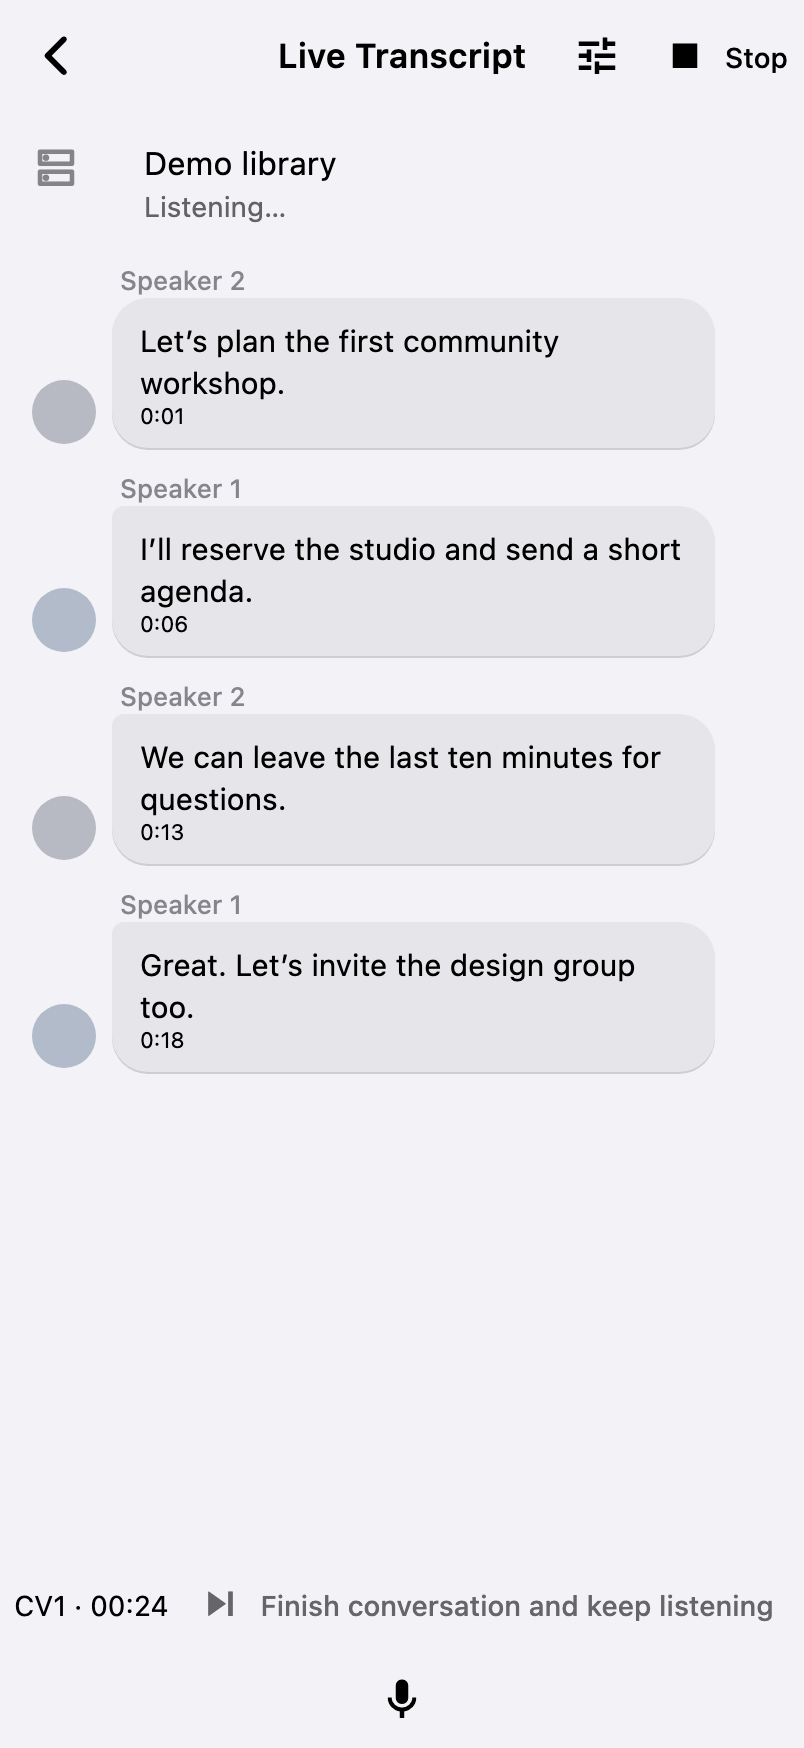 Live Transcript
Stop
Demo library
Listening...
Speaker 2
Let’s plan the first community
workshop.
0:01
Speaker 1
I’ll reserve the studio and send a short
agenda.
0:06
Speaker 2
We can leave the last ten minutes for
questions.
0:13
Speaker 1
Great. Let’s invite the design group
too.
0:18
CV1 · 00:24
Finish conversation and keep listening